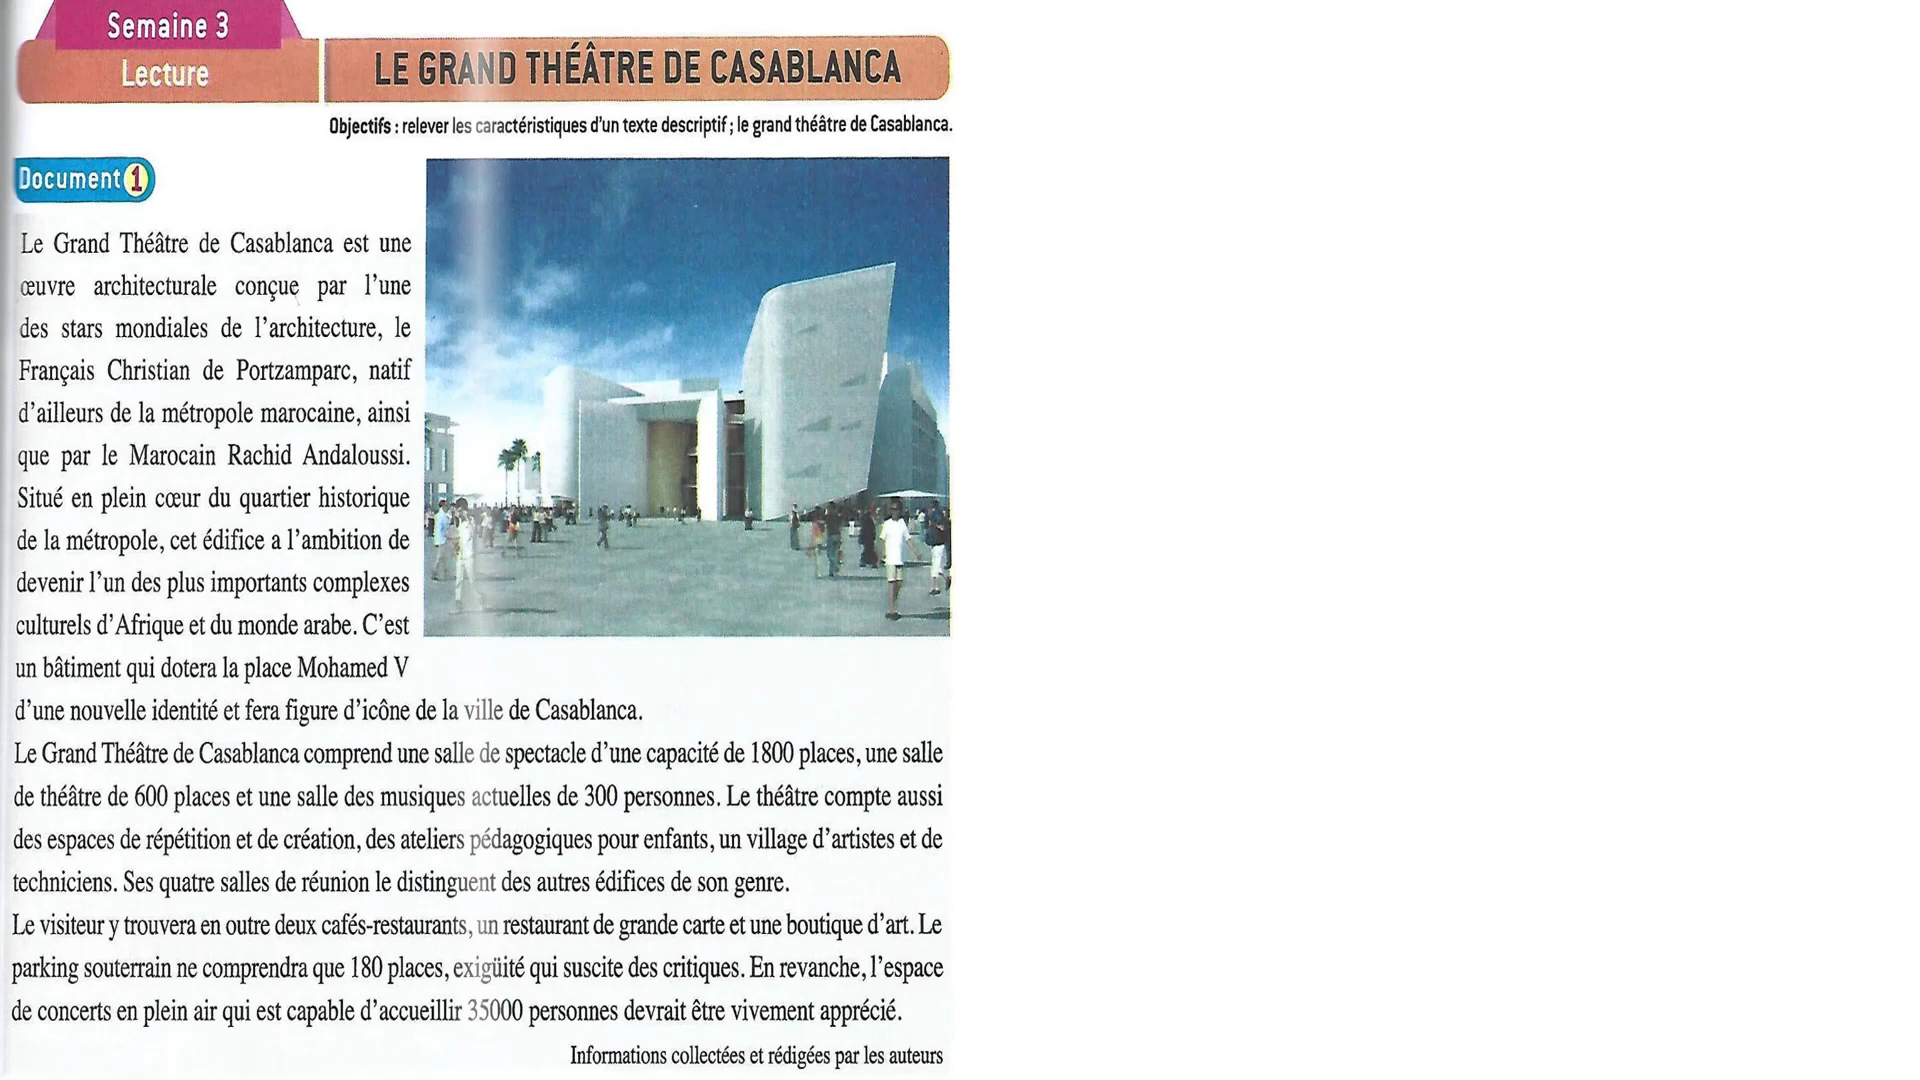 Semaine 3
Lecture
LE GRAND THÉÂTRE DE CASABLANCA
Objectifs : relever les caractéristiques d'un texte descriptif ; le grand théâtre de Casablanca.
Document 1
Le Grand Théâtre de Casablanca est une
œuvre architecturale conçue par l'une
des stars mondiales de l'architecture, le
Français Christian de Portzamparc, natif
d'ailleurs de la métropole marocaine, ainsi
que par le Marocain Rachid Andaloussi.
Situé en plein cœur du quartier historique
de la métropole, cet édifice a l'ambition de
devenir l'un des plus importants complexes
culturels d'Afrique et du monde arabe. C'est
un bâtiment qui dotera la place Mohamed V
d'une nouvelle identité et fera figure d'icône de la ville de Casablanca.
Le Grand Théâtre de Casablanca comprend une salle de spectacle d'une capacité de 1800 places, une salle
de théâtre de 600 places et une salle des musiques actuelles de 300 personnes. Le théâtre compte aussi
des espaces de répétition et de création, des ateliers pédagogiques pour enfants, un village d'artistes et de
techniciens. Ses quatre salles de réunion le distinguent des autres édifices de son genre.
Le visiteur y trouvera en outre deux cafés-restaurants, un restaurant de grande carte et une boutique d'art. Le
parking souterrain ne comprendra que 180 places, exigüité qui suscite des critiques. En revanche, l'espace
de concerts en plein air qui est capable d'accueillir 35000 personnes devrait être vivement apprécié.
Informations collectées et rédigées par les auteurs